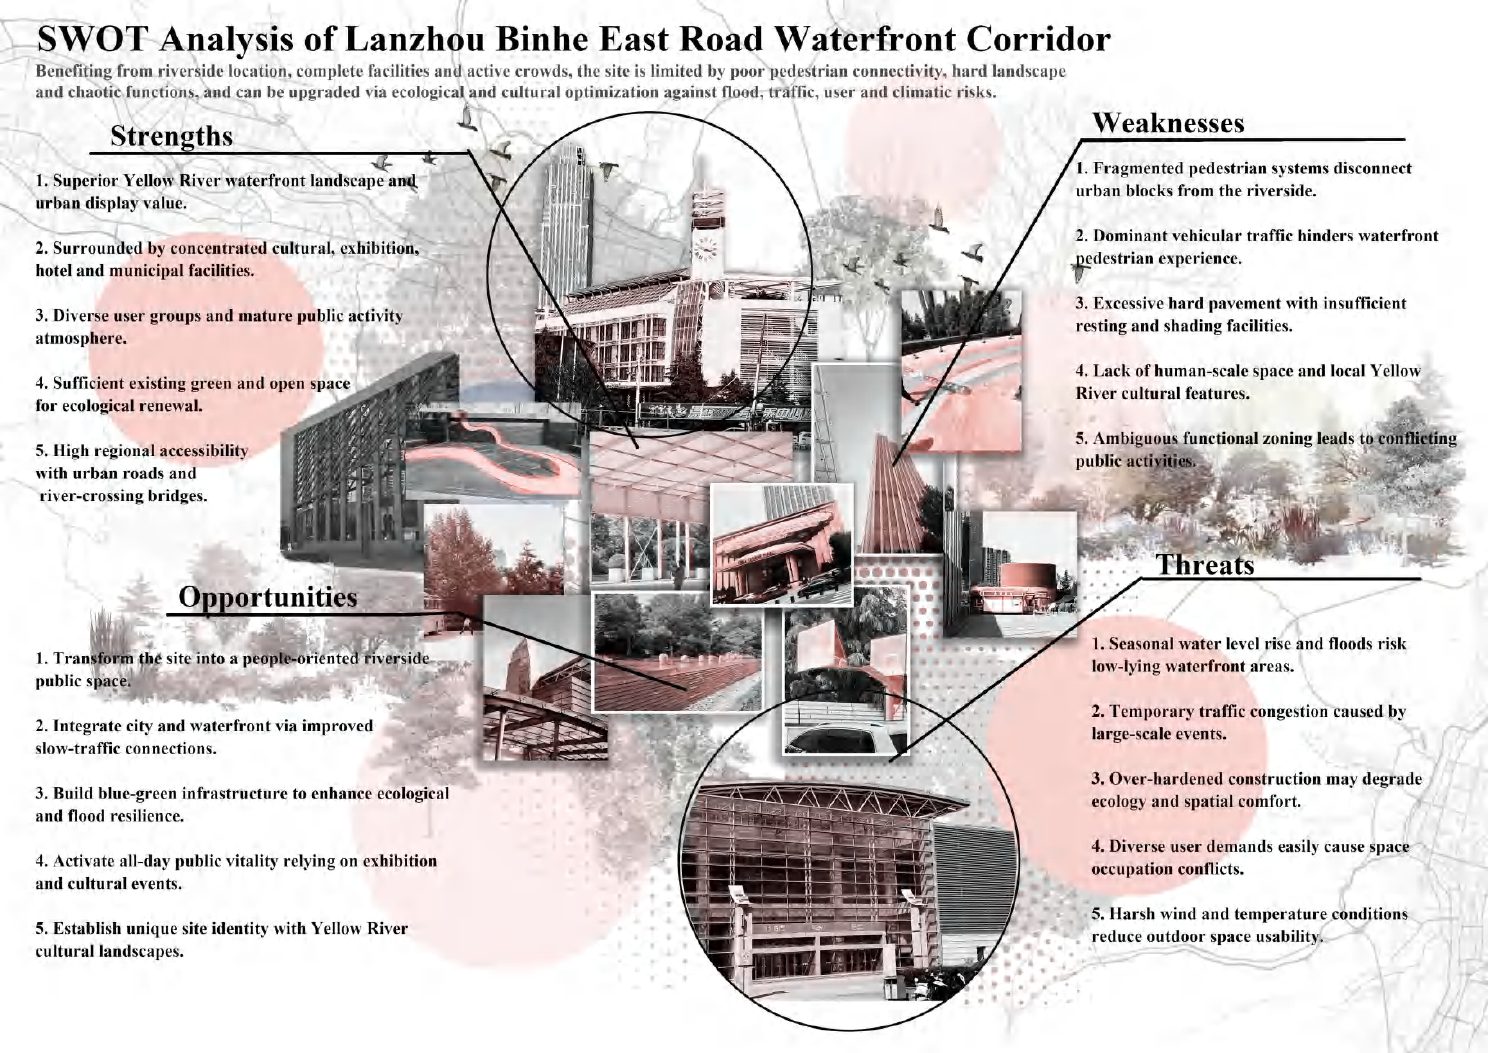 SWOT Analysis of Lanzhou Binhe East Road Waterfront Corridor
Benefiting from riverside location, complete facilities and active crowds, the site is limited by poor pedestrian connectivity, hard landscape
and chaotic functions, and can be upgraded via ecological and cultural optimization against flood, traffic, user and climatic risks.
Strengths
1. Superior Yellow River waterfront landscape and
urban display value.
2. Surrounded by concentrated cultural, exhibition,
hotel and municipal facilities.
3. Diverse user groups and mature public activity
atmosphere.
4. Sufficient existing green and open space
for ecological renewal.
5. High regional accessibility
with urban roads and
river-crossing bridges.
Weaknesses
1. Fragmented pedestrian systems disconnect
urban blocks from the riverside.
2. Dominant vehicular traffic hinders waterfront
pedestrian experience.
3. Excessive hard pavement with insufficient
resting and shading facilities.
4. Lack of human-scale space and local Yellow
River cultural features.
5. Ambiguous functional zoning leads to conflicting
public activities.
Opportunities
1. Transform the site into a people-oriented riverside
public space.
2. Integrate city and waterfront via improved
slow-traffic connections.
3. Build blue-green infrastructure to enhance ecological
and flood resilience.
4. Activate all-day public vitality relying on exhibition
and cultural events.
5. Establish unique site identity with Yellow River
cultural landscapes.
Threats
1. Seasonal water level rise and floods risk
low-lying waterfront areas.
2. Temporary traffic congestion caused by
large-scale events.
3. Over-hardened construction may degrade
ecology and spatial comfort.
4. Diverse user demands easily cause space
occupation conflicts.
5. Harsh wind and temperature conditions
reduce outdoor space usability.